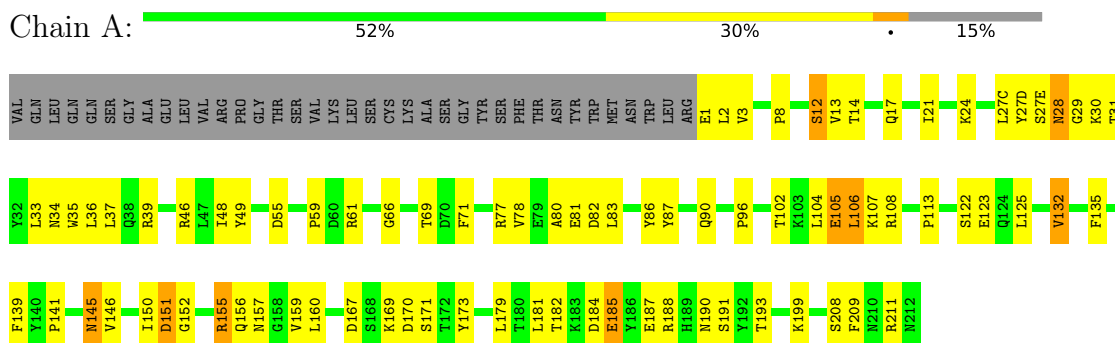 Chain A:
52% 30% • 15%
VAL GLN LEU GLN GLN SER GLY ALA GLU LEU VAL ARG PRO GLY THR SER VAL LYS LEU SER CYS LYS ALA SER GLY TYR SER PHE THR ASN TYR TRP MET ASN TRP LEU ARG E1 L2 V3 P8 S12 V13 T14 Q17 I21 K24 L27C Y27D S27E N28 G29 K30 T31
Y32 L33 N34 W35 L36 L37 Q38 R39 R46 L47 I48 Y49 D55 P59 D60 R61 G66 T69 D70 F71 R77 V78 E79 A80 E81 D82 L83 Y86 Y87 Q90 P96 T102 K103 L104 E105 L106 K107 R108 P113 S122 E123 Q124 L125 V132 F135
F139 Y140 P141 N145 V146 I150 D151 G152 R155 Q156 N157 G158 V159 L160 D167 S168 K169 D170 S171 T172 Y173 L179 T180 L181 T182 K183 D184 E185 Y186 E187 R188 H189 N190 S191 Y192 T193 K199 S208 F209 N210 R211 N212